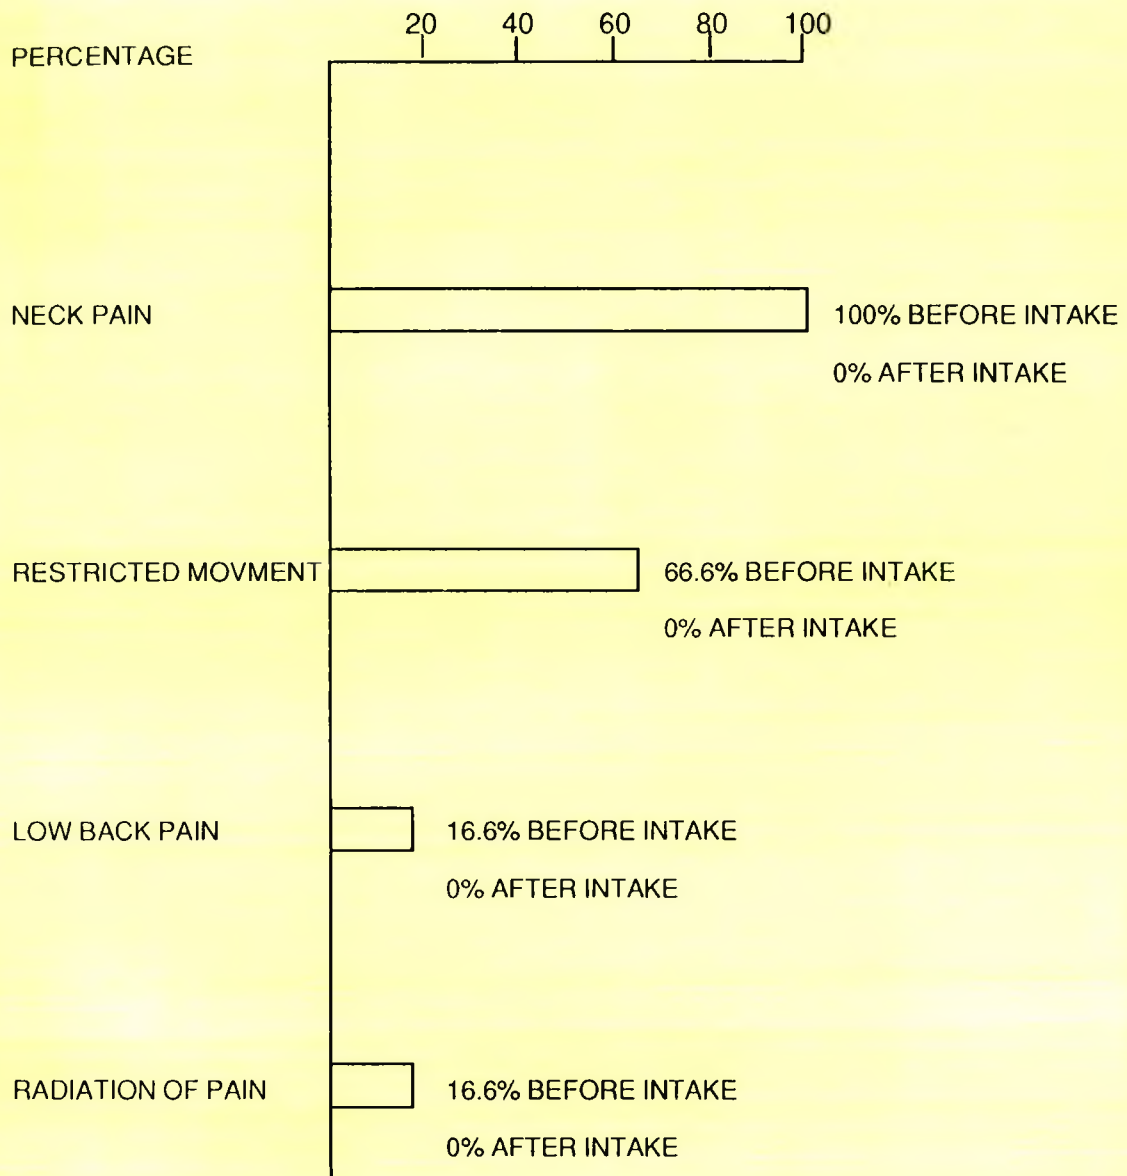 20 40 60 80 100
PERCENTAGE
NECK PAIN
100% BEFORE INTAKE
0% AFTER INTAKE
RESTRICTED MOVMENT
66.6% BEFORE INTAKE
0% AFTER INTAKE
LOW BACK PAIN
16.6% BEFORE INTAKE
0% AFTER INTAKE
RADIATION OF PAIN
16.6% BEFORE INTAKE
0% AFTER INTAKE